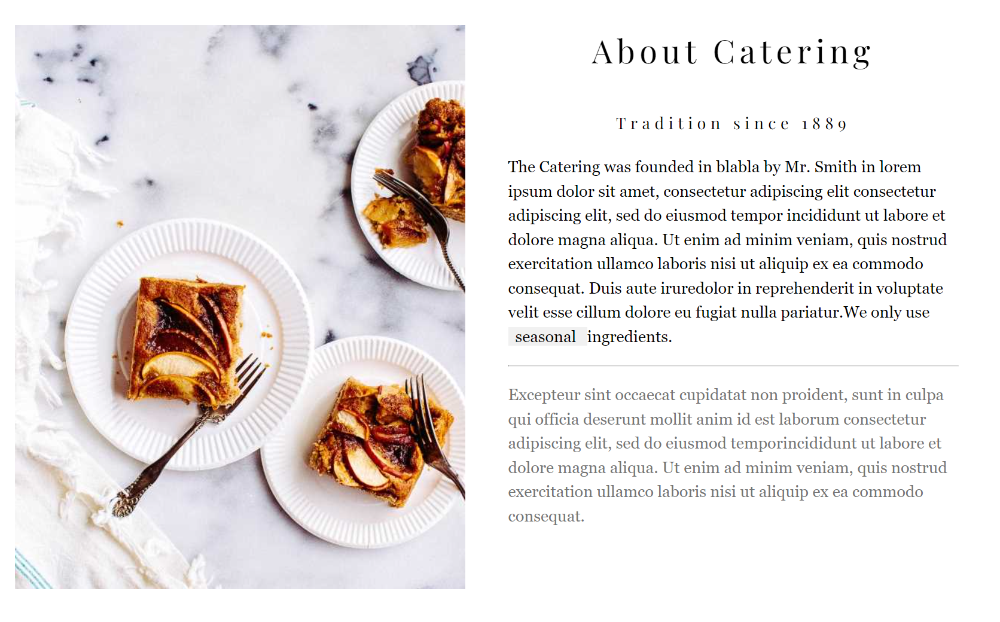 About Catering
Tradition since 1889
The Catering was founded in blabla by Mr. Smith in lorem
ipsum dolor sit amet, consectetur adipiscing elit consectetur
adipiscing elit, sed do eiusmod tempor incididunt ut labore et
dolore magna aliqua. Ut enim ad minim veniam, quis nostrud
exercitation ullamco laboris nisi ut aliquip ex ea commodo
consequat. Duis aute iruredolor in reprehenderit in voluptate
velit esse cillum dolore eu fugiat nulla pariatur.We only use
seasonal ingredients.
Excepteur sint occaecat cupidatat non proident, sunt in culpa
qui officia deserunt mollit anim id est laborum consectetur
adipiscing elit, sed do eiusmod temporincididunt ut labore et
dolore magna aliqua. Ut enim ad minim veniam, quis nostrud
exercitation ullamco laboris nisi ut aliquip ex ea commodo
consequat.